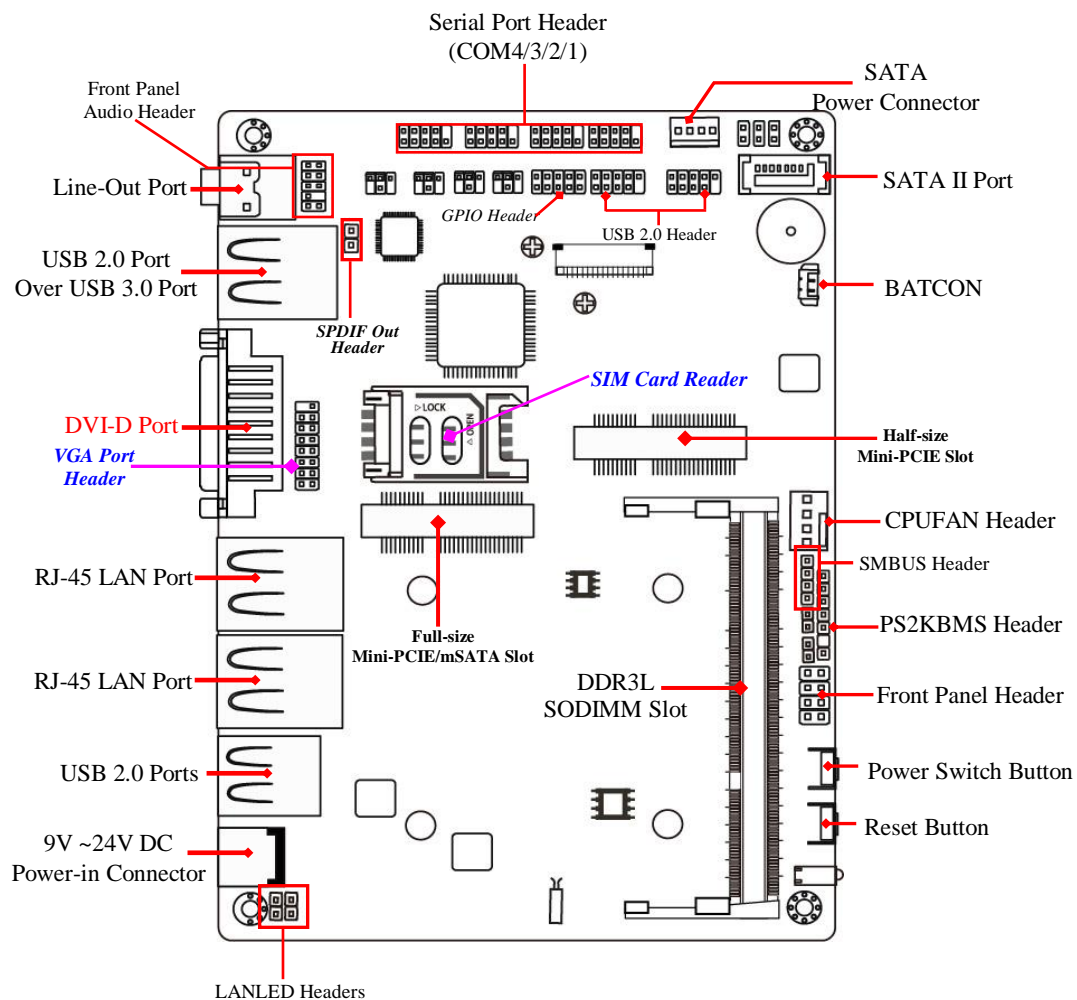 Serial Port Header
(COM4/3/2/1)
SATA
Power Connector
Front Panel
Audio Header
Line-Out Port
SATA II Port
GPIO Header
USB 2.0 Header
USB 2.0 Port
Over USB 3.0 Port
BATCON
SPDIF Out
Header
SIM Card Reader
▷LOCK
△ OPEN
DVI-D Port
VGA Port
Header
Half-size
Mini-PCIE Slot
CPUFAN Header
SMBUS Header
RJ-45 LAN Port
PS2KBMS Header
Full-size
Mini-PCIE/mSATA Slot
RJ-45 LAN Port
DDR3L
SODIMM Slot
Front Panel Header
USB 2.0 Ports
Power Switch Button
9V ~24V DC
Power-in Connector
Reset Button
LANLED Headers